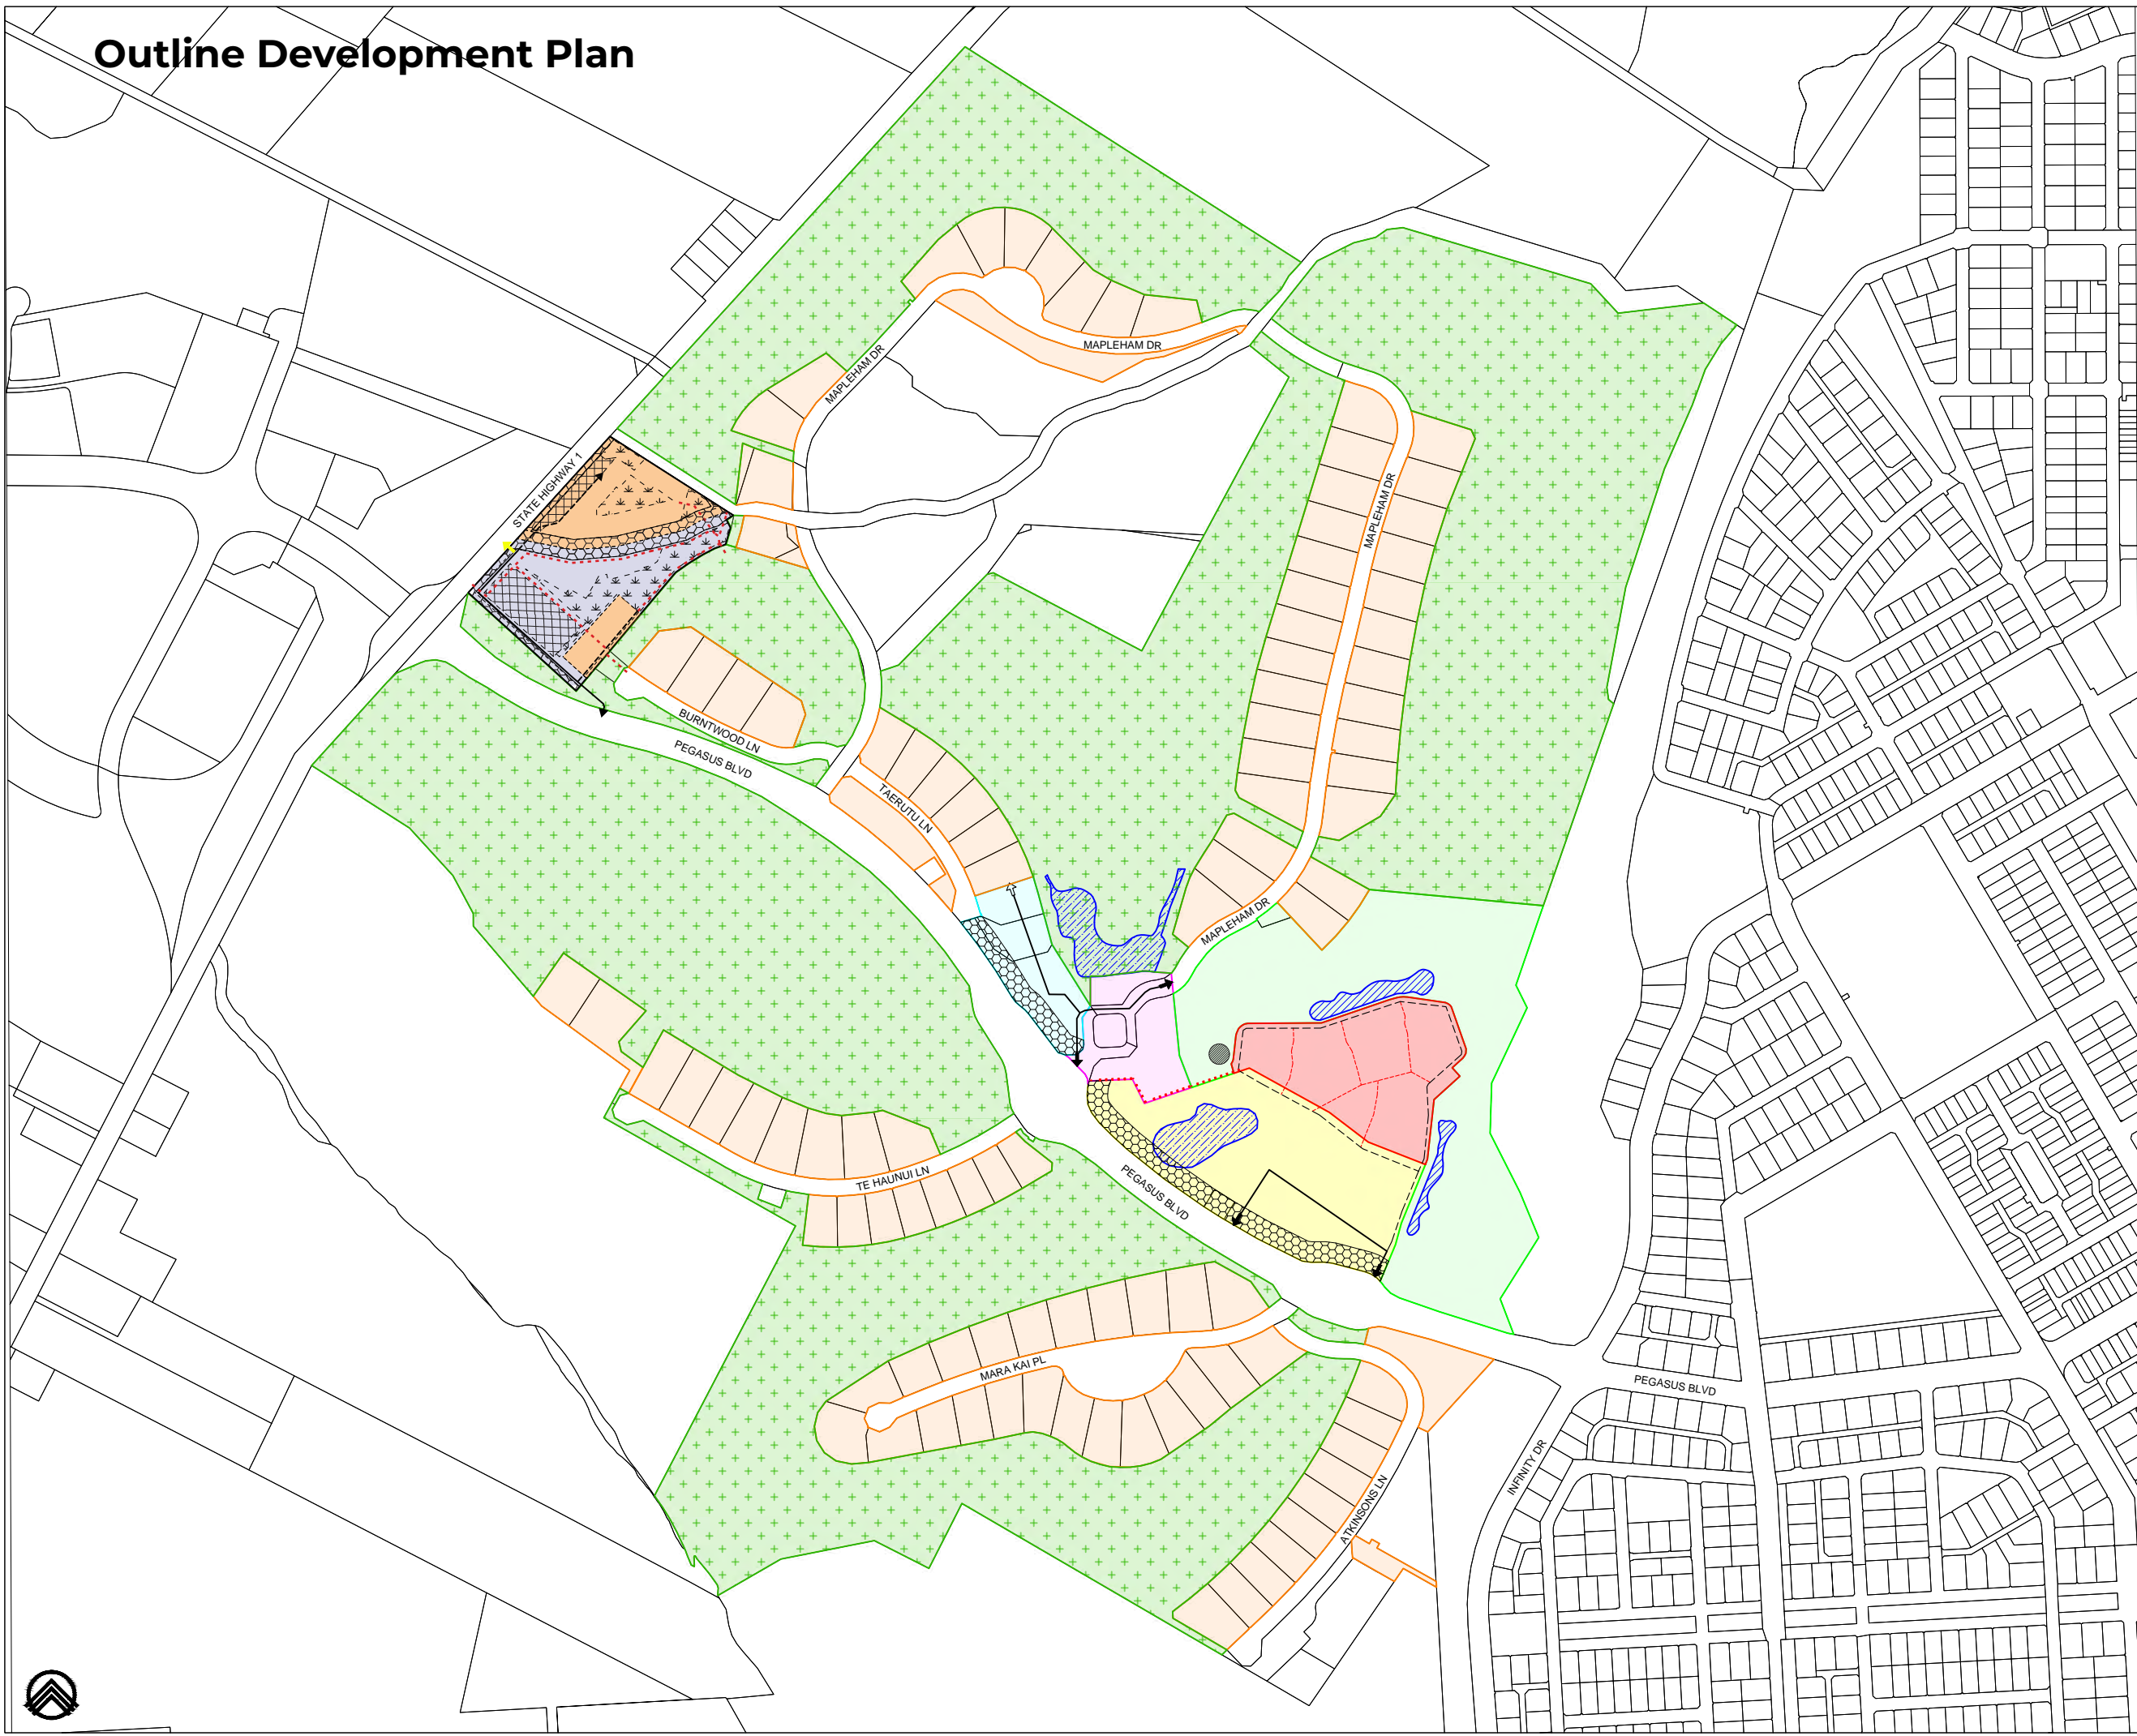 Outline Development Plan
MAPLEHAM DR
MAPLEHAM DR
STATE HIGHWAY 1
MAPLEHAM DR
BURNTWOOD LN
PEGASUS BLVD
TAERUTU LN
MAPLEHAM DR
TE HAUNUI LN
PEGASUS BLVD
MARA KAI PL
PEGASUS BLVD
INFINITY DR
ATKINSONS LN